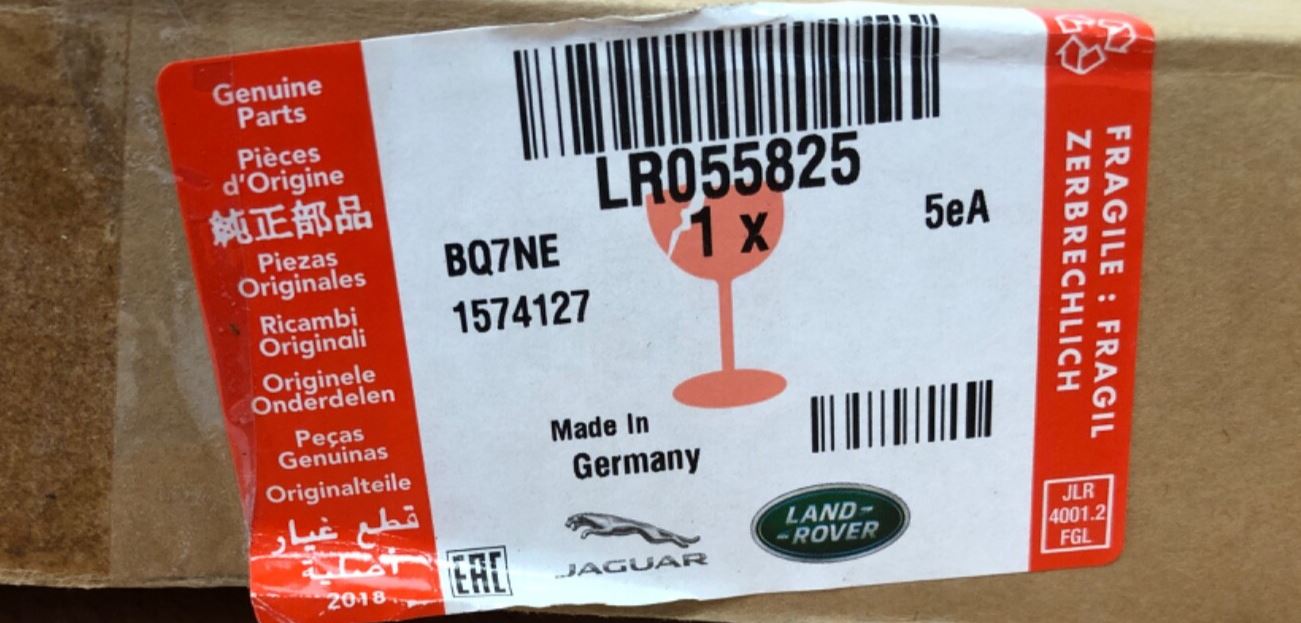 Genuine
Parts
Pièces
d'Origine
純正部品
Piezas
Originales
Ricambi
Originali
Originele
Onderdelen
Peças
Genuinas
Originalteile
قطع غيار
أصلية
2018
LR055825
1 x
5eA
BQ7NE
1574127
Made In
Germany
EAC
JAGUAR
LAND-
-ROVER
FRAGILE : FRAGIL
ZERBRECHLICH
JLR
4001.2
FGL